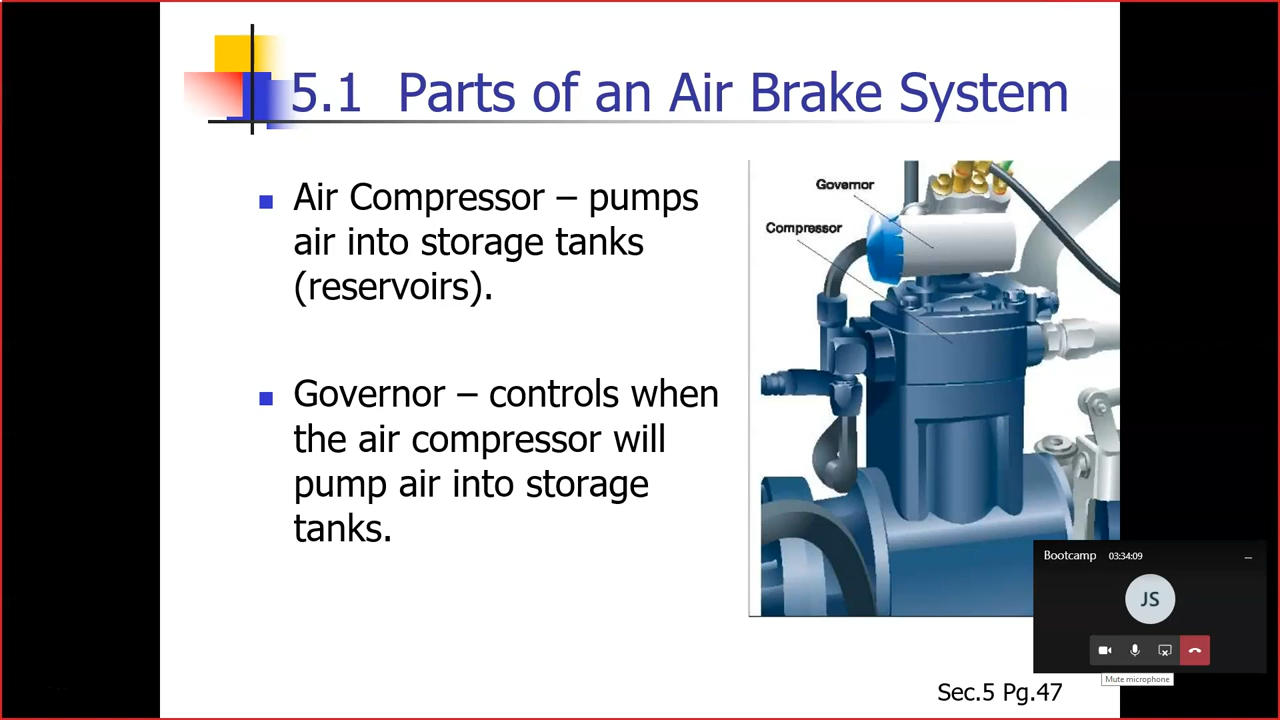 5.1 Parts of an Air Brake System
Air Compressor – pumps
air into storage tanks
(reservoirs).
Governor – controls when
the air compressor will
pump air into storage
tanks.
Governor
Compressor
Bootcamp 03:34:09
JS
Mute microphone
Sec.5 Pg.47